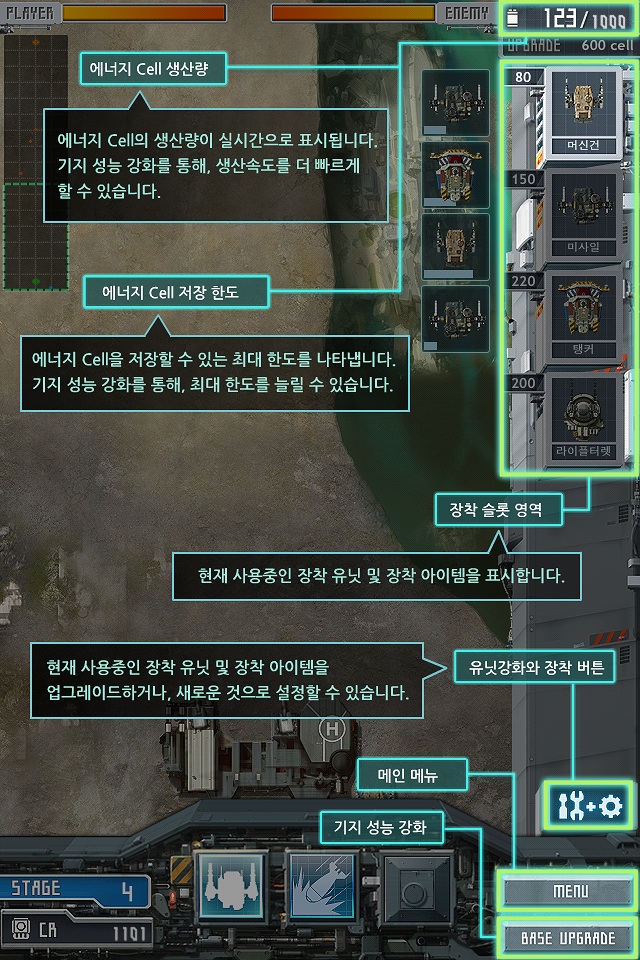 PLAYER
ENEMY
123/1000
UPGRADE 600 cell
에너지 Cell 생산량
에너지 Cell의 생산량이 실시간으로 표시됩니다.
기지 성능 강화를 통해, 생산속도를 더 빠르게
할 수 있습니다.
80
머신건
150
미사일
220
탱커
200
라이플터렛
에너지 Cell 저장 한도
에너지 Cell을 저장할 수 있는 최대 한도를 나타냅니다.
기지 성능 강화를 통해, 최대 한도를 늘릴 수 있습니다.
장착 슬롯 영역
현재 사용중인 장착 유닛 및 장착 아이템을 표시합니다.
유닛강화와 장착 버튼
현재 사용중인 장착 유닛 및 장착 아이템을
업그레이드하거나, 새로운 것으로 설정할 수 있습니다.
H
메인 메뉴
기지 성능 강화
STAGE 4
CR 1101
MENU
BASE UPGRADE